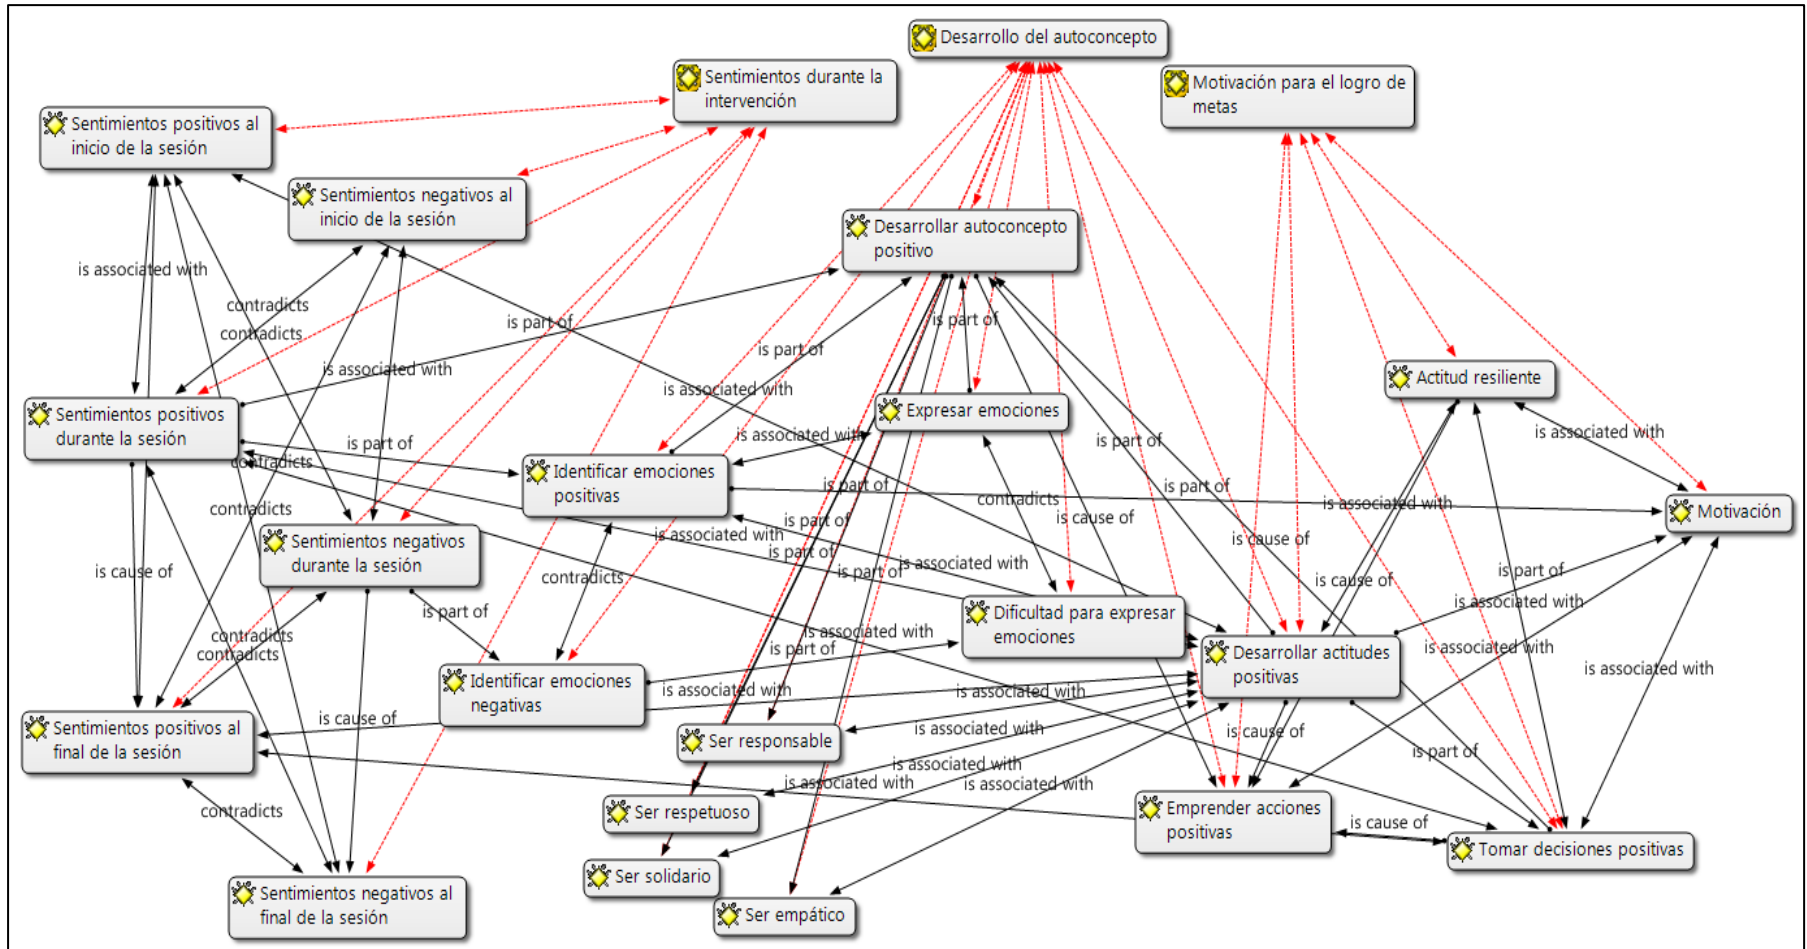 Desarrollo del autoconcepto
Sentimientos durante la
intervención
Motivación para el logro de
metas
Sentimientos positivos al
inicio de la sesión
Sentimientos negativos al
inicio de la sesión
Desarrollar autoconcepto
positivo
is associated with
contradicts
contradicts
is part of
is part of
is part of
is associated with
is associated with
Actitud resiliente
Sentimientos positivos
durante la sesión
Expresar emociones
is part of
contradicts
is associated with
is part of
is associated with
Identificar emociones
positivas
is part of
is part of
contradicts
is associated with
Motivación
contradicts
is part of
is cause of
Sentimientos negativos
durante la sesión
is associated with
is part of
is cause of
is cause of
is part of
is associated with
contradicts
is cause of
is part of
is part of
is associated with
Dificultad para expresar
emociones
contradicts
contradicts
is associated with
is part of
is associated with
Desarrollar actitudes
positivas
Identificar emociones
negativas
is associated with
is associated with
is associated with
is cause of
Sentimientos positivos al
final de la sesión
Ser responsable
is associated with
is cause of
is part of
is associated with
is associated with
is associated with
contradicts
Ser respetuoso
Emprender acciones
positivas
is cause of
Tomar decisiones positivas
Ser solidario
Sentimientos negativos al
final de la sesión
Ser empático